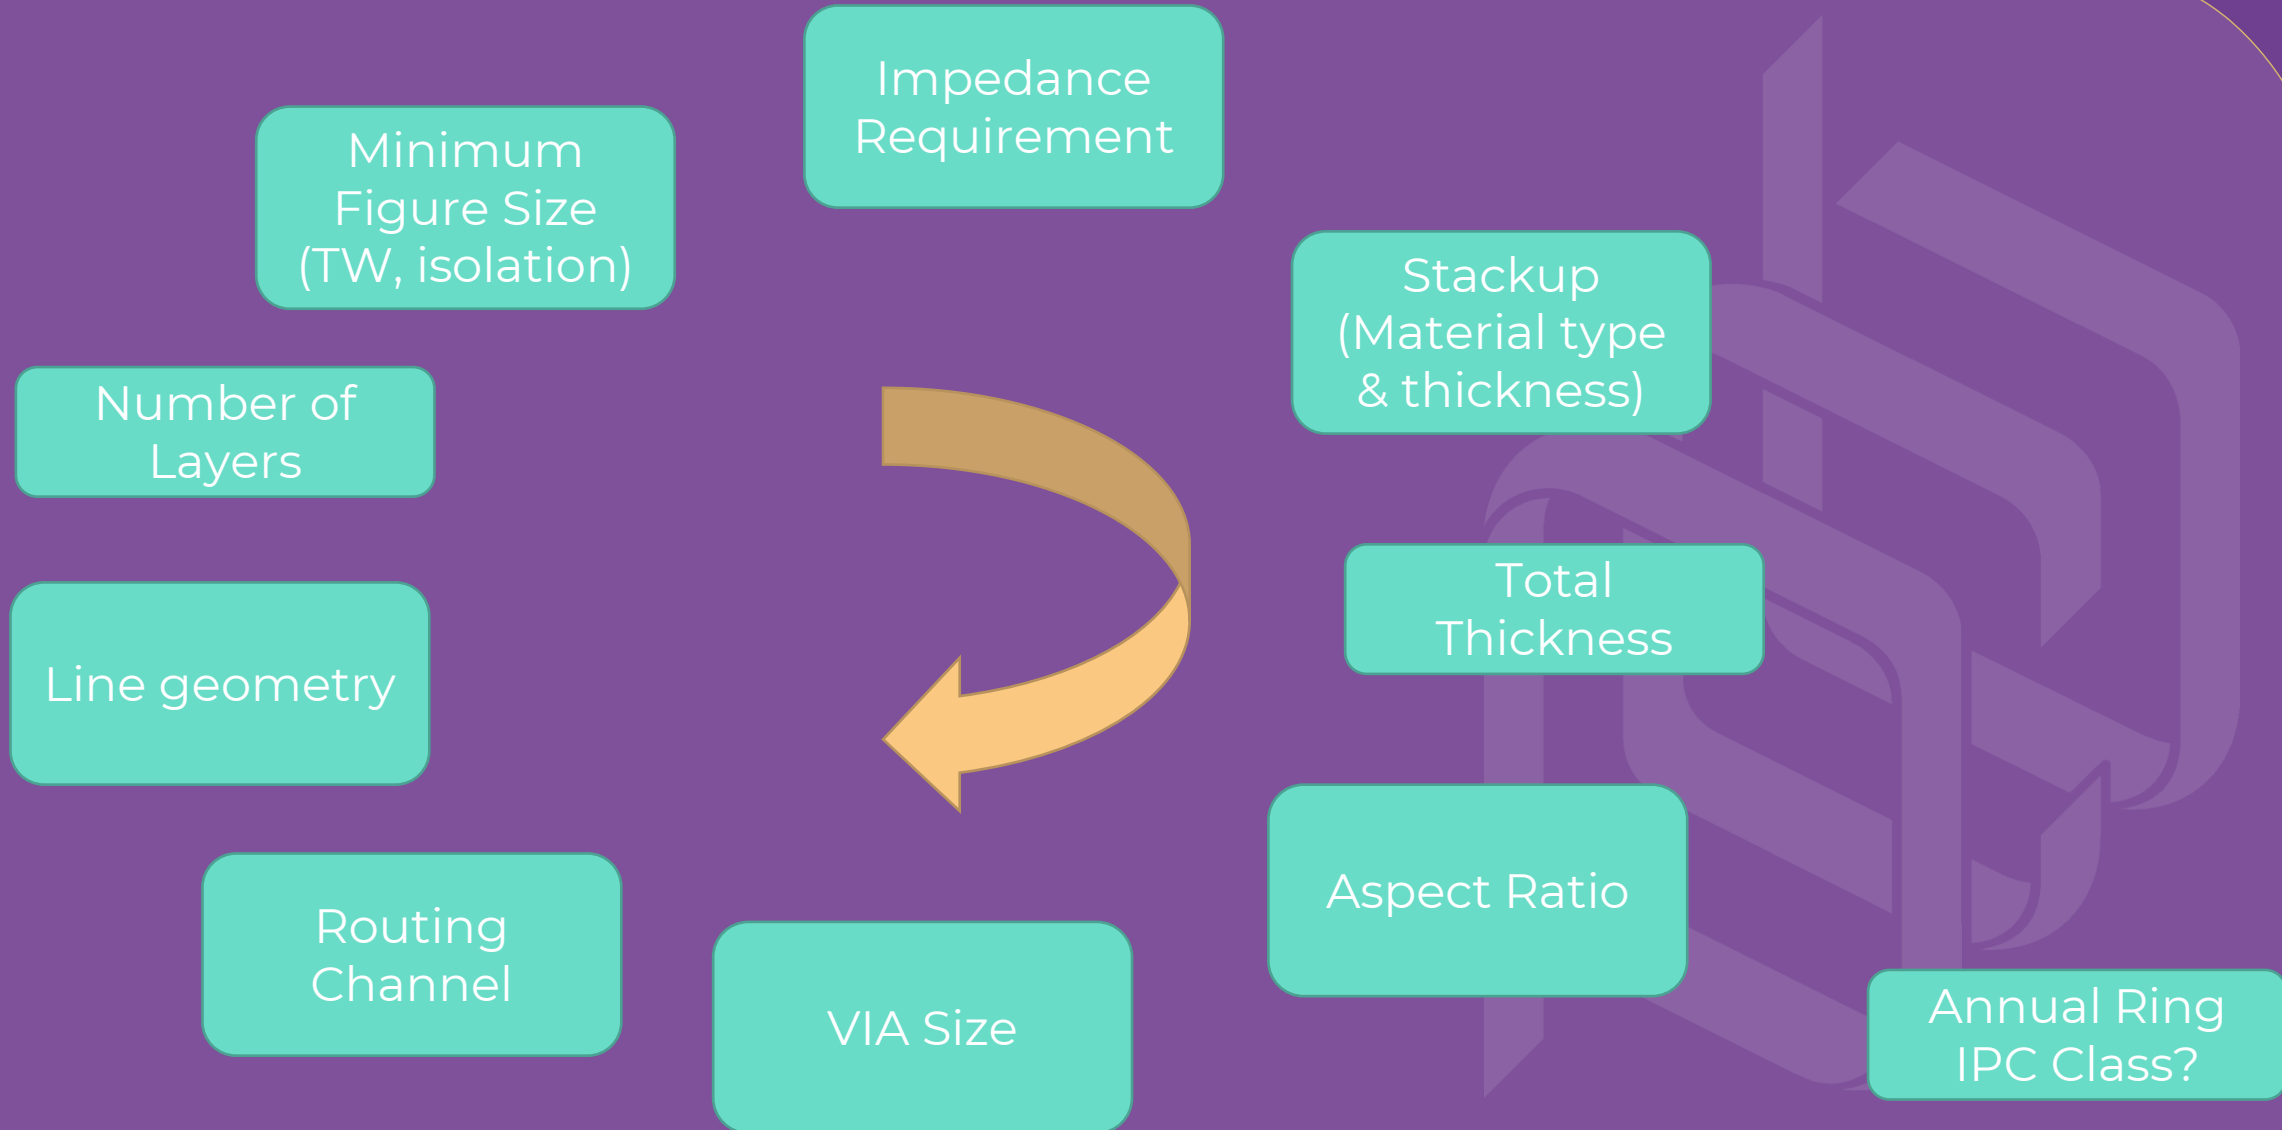 Impedance
Requirement
Minimum
Figure Size
(TW, isolation)
Stackup
(Material type
& thickness)
Number of
Layers
Total
Thickness
Line geometry
Aspect Ratio
Routing
Channel
VIA Size
Annual Ring
IPC Class?